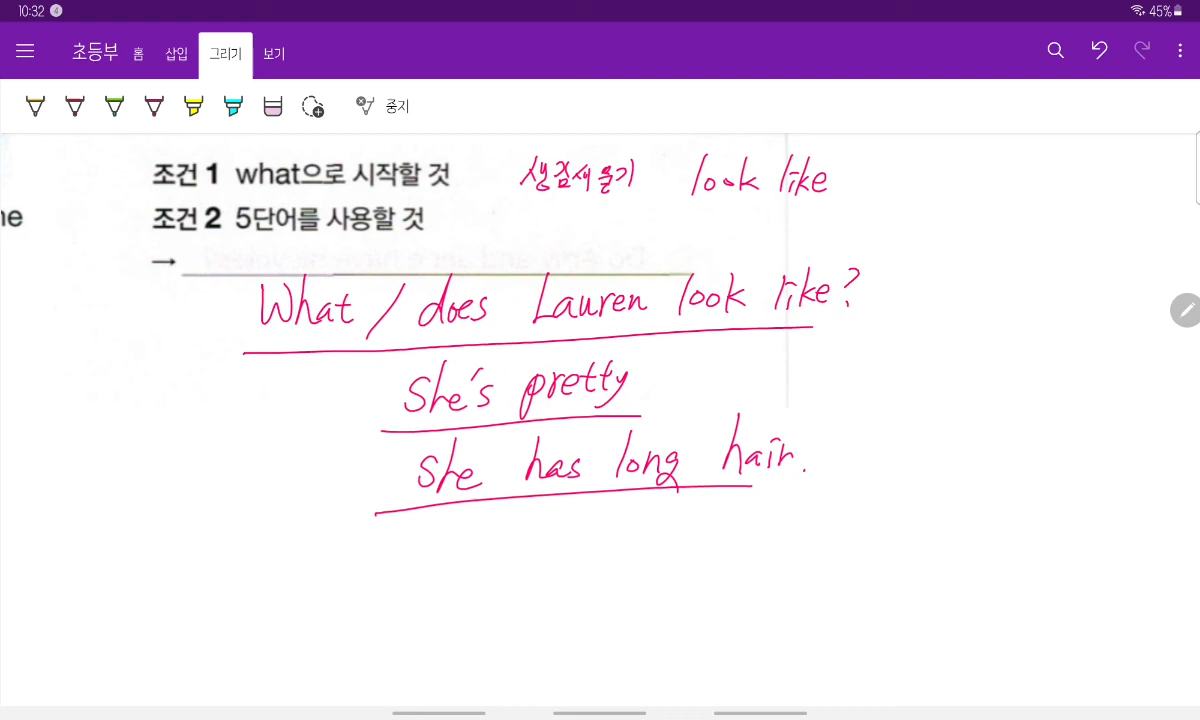 10:32 4 45%
초등부 홈 삽입 그리기 보기
중지
조건 1 what으로 시작할 것 생김새 묻기 look like
ne 조건 2 5단어를 사용할 것
→
What / does Lauren look like?
She's pretty
She has long hair.